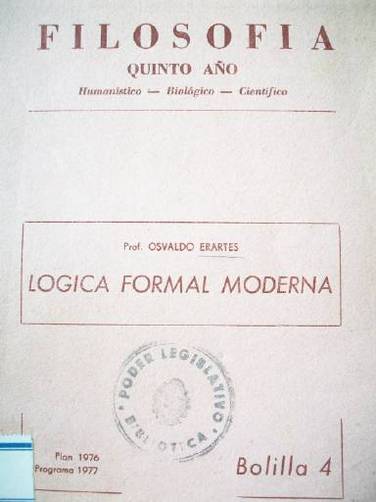 FILOSOFIA
QUINTO AÑO
Humanístico — Biológico — Científico
Prof. OSVALDO ERARTES
LOGICA FORMAL MODERNA
PODER LEGISLATIVO
BIBLIOTECA
Plan 1976
Programa 1977
Bolilla 4